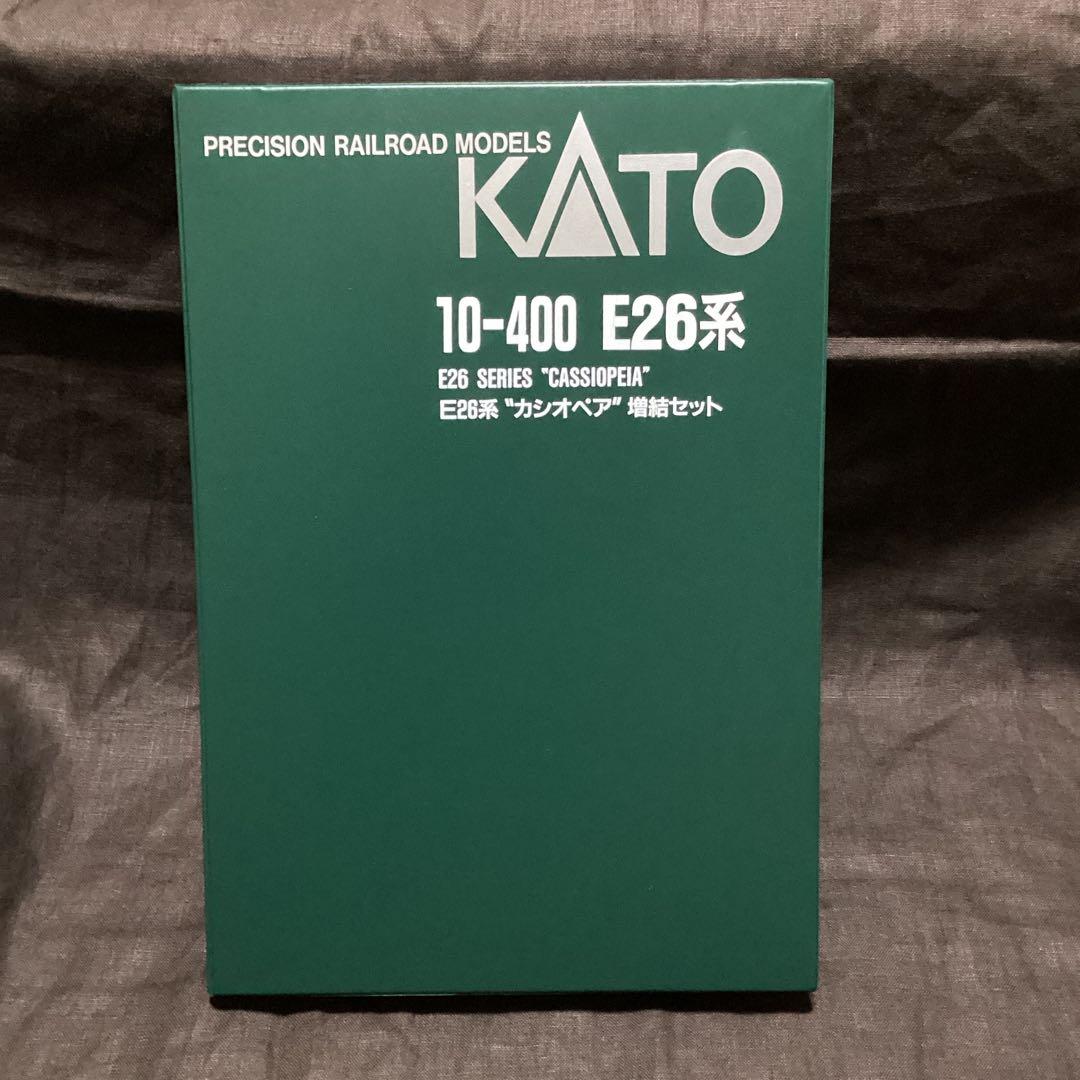 PRECISION RAILROAD MODELS
KATO
10-400 E26系
E26 SERIES "CASSIOPEIA"
E26系 "カシオペア" 増結セット